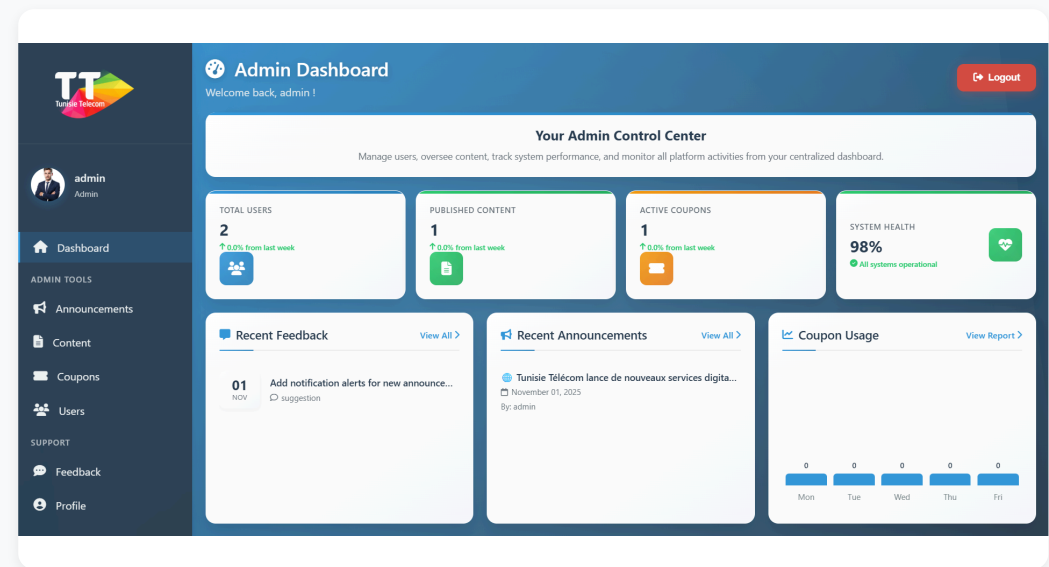 TT
Tunisie Telecom
admin
Admin
Dashboard
ADMIN TOOLS
Announcements
Content
Coupons
Users
SUPPORT
Feedback
Profile
Admin Dashboard
Welcome back, admin !
Logout
Your Admin Control Center
Manage users, oversee content, track system performance, and monitor all platform activities from your centralized dashboard.
TOTAL USERS
2
0.0% from last week
PUBLISHED CONTENT
1
0.0% from last week
ACTIVE COUPONS
1
0.0% from last week
SYSTEM HEALTH
98%
All systems operational
Recent Feedback
View All
01
NOV
Add notification alerts for new announce...
suggestion
Recent Announcements
View All
Tunisie Télécom lance de nouveaux services digita...
November 01, 2025
By: admin
Coupon Usage
View Report
0 0 0 0 0
Mon Tue Wed Thu Fri